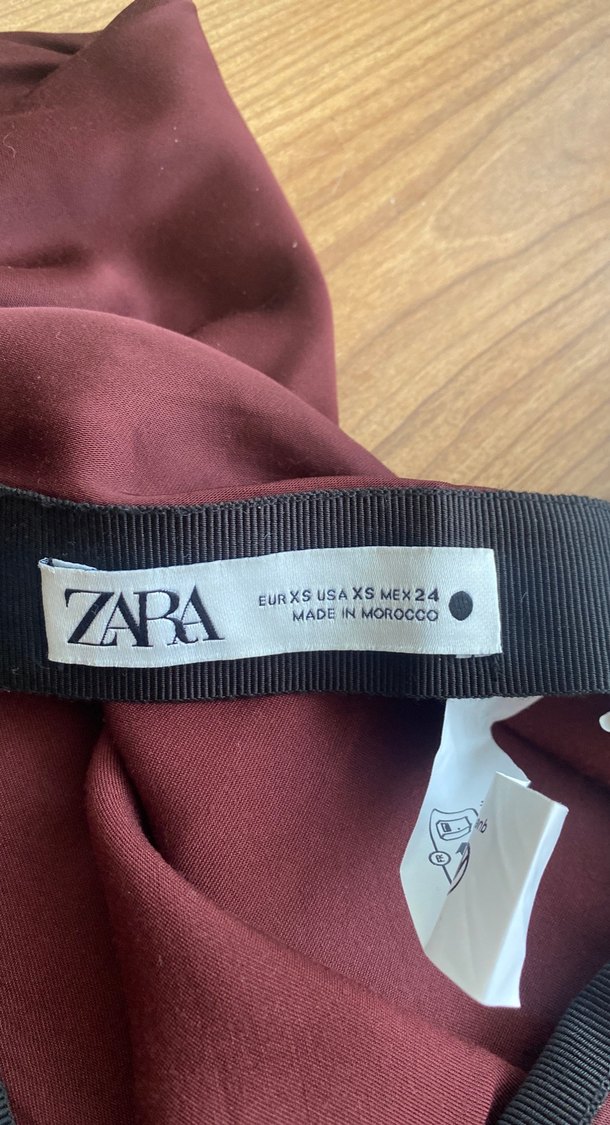 ZARA
EUR XS USA XS MEX 24
MADE IN MOROCCO